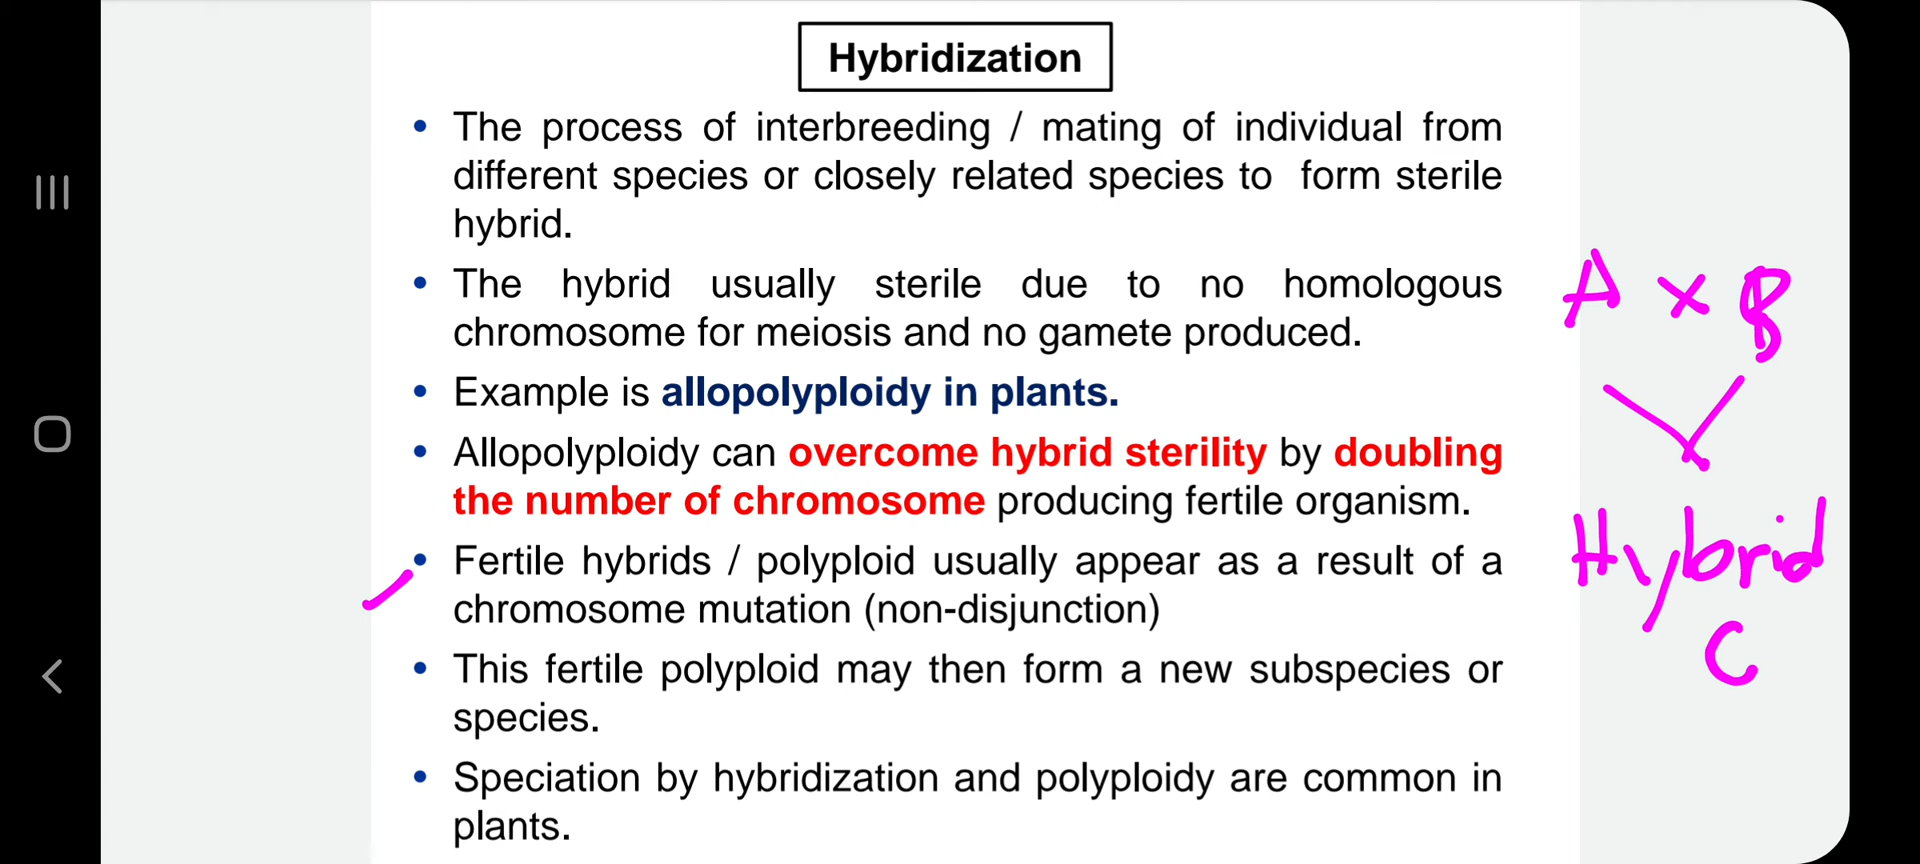 Hybridization
• The process of interbreeding / mating of individual from
different species or closely related species to form sterile
hybrid.
• The hybrid usually sterile due to no homologous
chromosome for meiosis and no gamete produced.
• Example is allopolyploidy in plants.
• Allopolyploidy can overcome hybrid sterility by doubling
the number of chromosome producing fertile organism.
• Fertile hybrids / polyploid usually appear as a result of a
chromosome mutation (non-disjunction)
• This fertile polyploid may then form a new subspecies or
species.
• Speciation by hybridization and polyploidy are common in
plants.
A × B
Hybrid
C